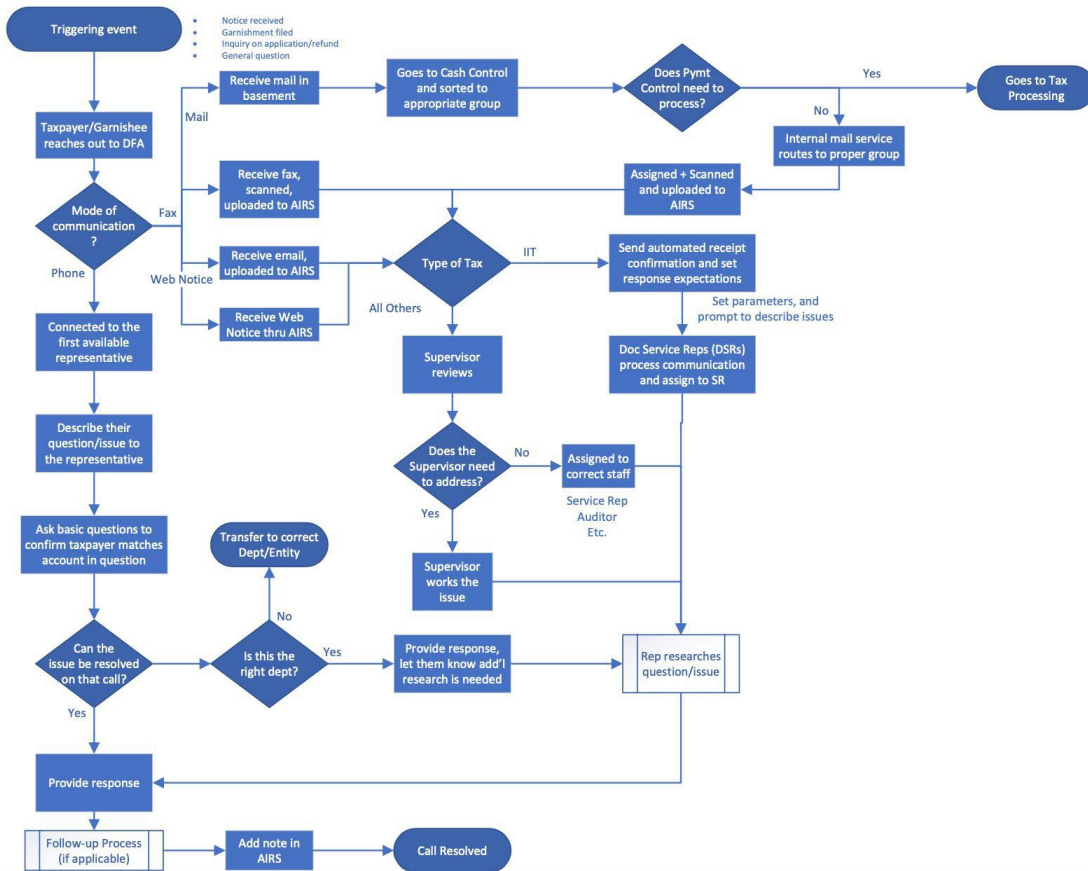 Triggering event
• Notice received
• Garnishment filed
• Inquiry on application/refund
• General question
Taxpayer/Garnishee
reaches out to DFA
Mode of
communication
?
Mail
Fax
Phone
Web Notice
Receive mail in
basement
Goes to Cash Control
and sorted to
appropriate group
Does Pymt
Control need to
process?
Yes
Goes to Tax
Processing
No
Internal mail service
routes to proper group
Receive fax,
scanned,
uploaded to AIRS
Assigned + Scanned
and uploaded to
AIRS
Receive email,
uploaded to AIRS
Receive Web
Notice thru AIRS
Type of Tax
IIT
All Others
Send automated receipt
confirmation and set
response expectations
Set parameters, and
prompt to describe issues
Doc Service Reps (DSRs)
process communication
and assign to SR
Connected to the
first available
representative
Supervisor
reviews
Describe their
question/issue to
the representative
Does the
Supervisor need
to address?
No
Assigned to
correct staff
Service Rep
Auditor
Etc.
Yes
Supervisor
works the
issue
Ask basic questions to
confirm taxpayer matches
account in question
Transfer to correct
Dept/Entity
No
Can the
issue be resolved
on that call?
Is this the
right dept?
Yes
Provide response,
let them know add'l
research is needed
Rep researches
question/issue
Yes
Provide response
Follow-up Process
(if applicable)
Add note in
AIRS
Call Resolved